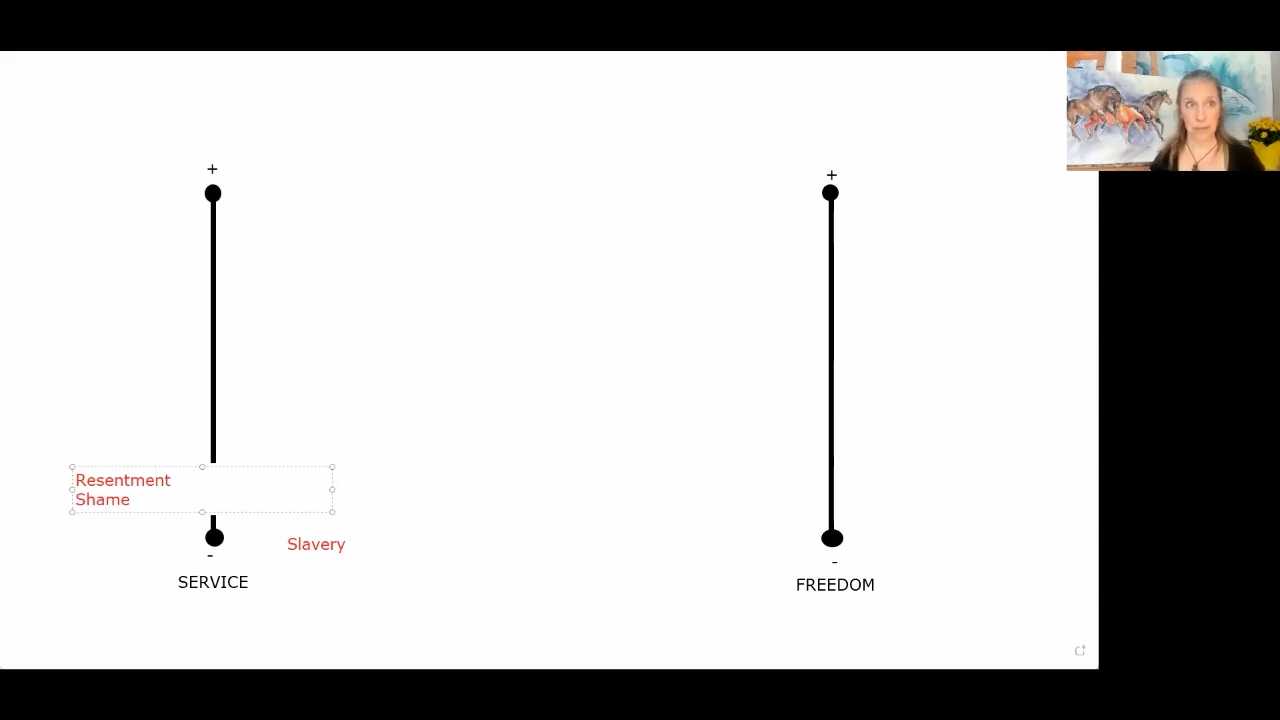 +
+
Resentment
Shame
Slavery
-
-
SERVICE
FREEDOM